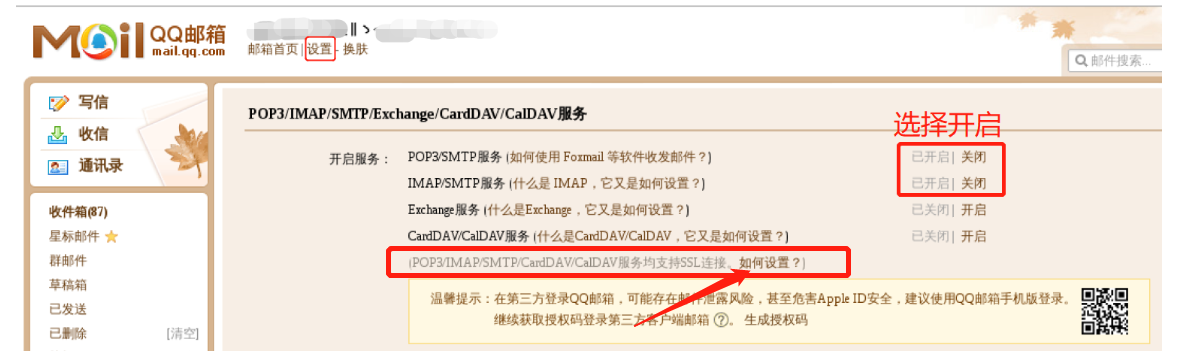 Mail QQ邮箱
mail.qq.com
邮箱首页 | 设置 - 换肤
邮件搜索...
写信
收信
通讯录
收件箱(87)
星标邮件
群邮件
草稿箱
已发送
已删除 [清空]
POP3/IMAP/SMTP/Exchange/CardDAV/CalDAV服务
选择开启
开启服务： POP3/SMTP服务 (如何使用 Foxmail 等软件收发邮件？) 已开启 | 关闭
IMAP/SMTP服务 (什么是 IMAP，它又是如何设置？) 已开启 | 关闭
Exchange服务 (什么是Exchange，它又是如何设置？) 已关闭 | 开启
CardDAV/CalDAV服务 (什么是CardDAV/CalDAV，它又是如何设置？) 已关闭 | 开启
(POP3/IMAP/SMTP/CardDAV/CalDAV服务均支持SSL连接。如何设置？)
温馨提示：在第三方登录QQ邮箱，可能存在邮件泄露风险，甚至危害Apple ID安全，建议使用QQ邮箱手机版登录。
继续获取授权码登录第三方客户端邮箱 ?。 生成授权码